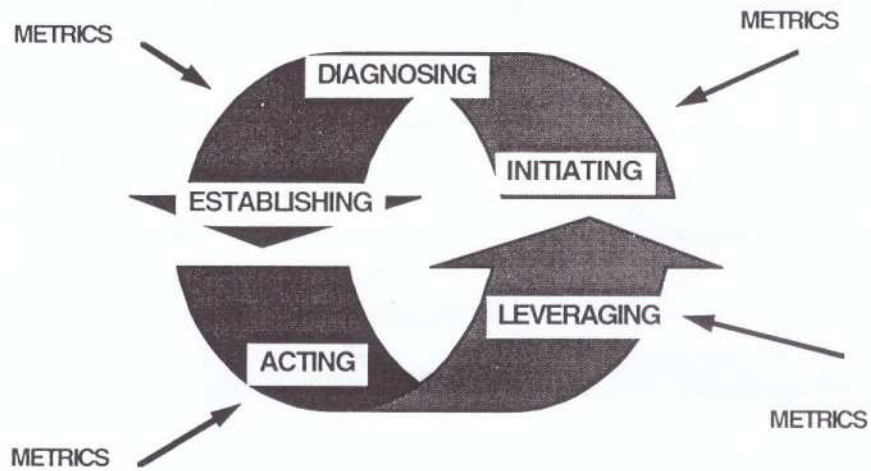 METRICS
METRICS
DIAGNOSING
INITIATING
ESTABLISHING
LEVERAGING
ACTING
METRICS
METRICS